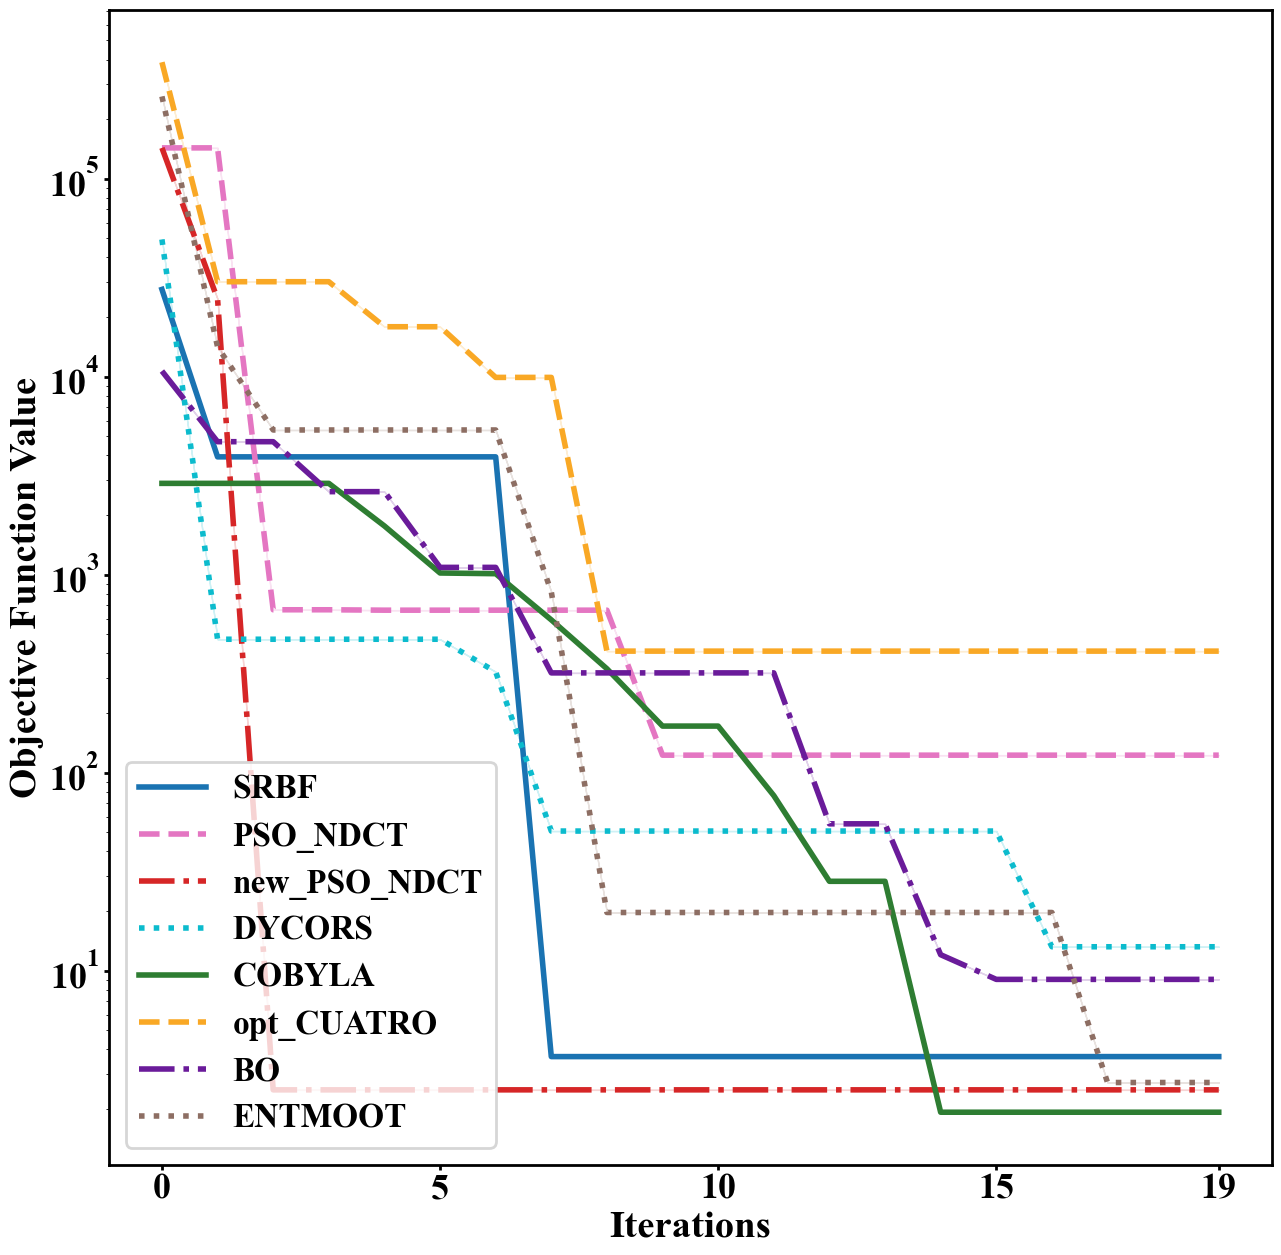 Objective Function Value
10^5
10^4
10^3
10^2
10^1
SRBF
PSO_NDCT
new_PSO_NDCT
DYCORS
COBYLA
opt_CUATRO
BO
ENTMOOT
0 5 10 15 19
Iterations